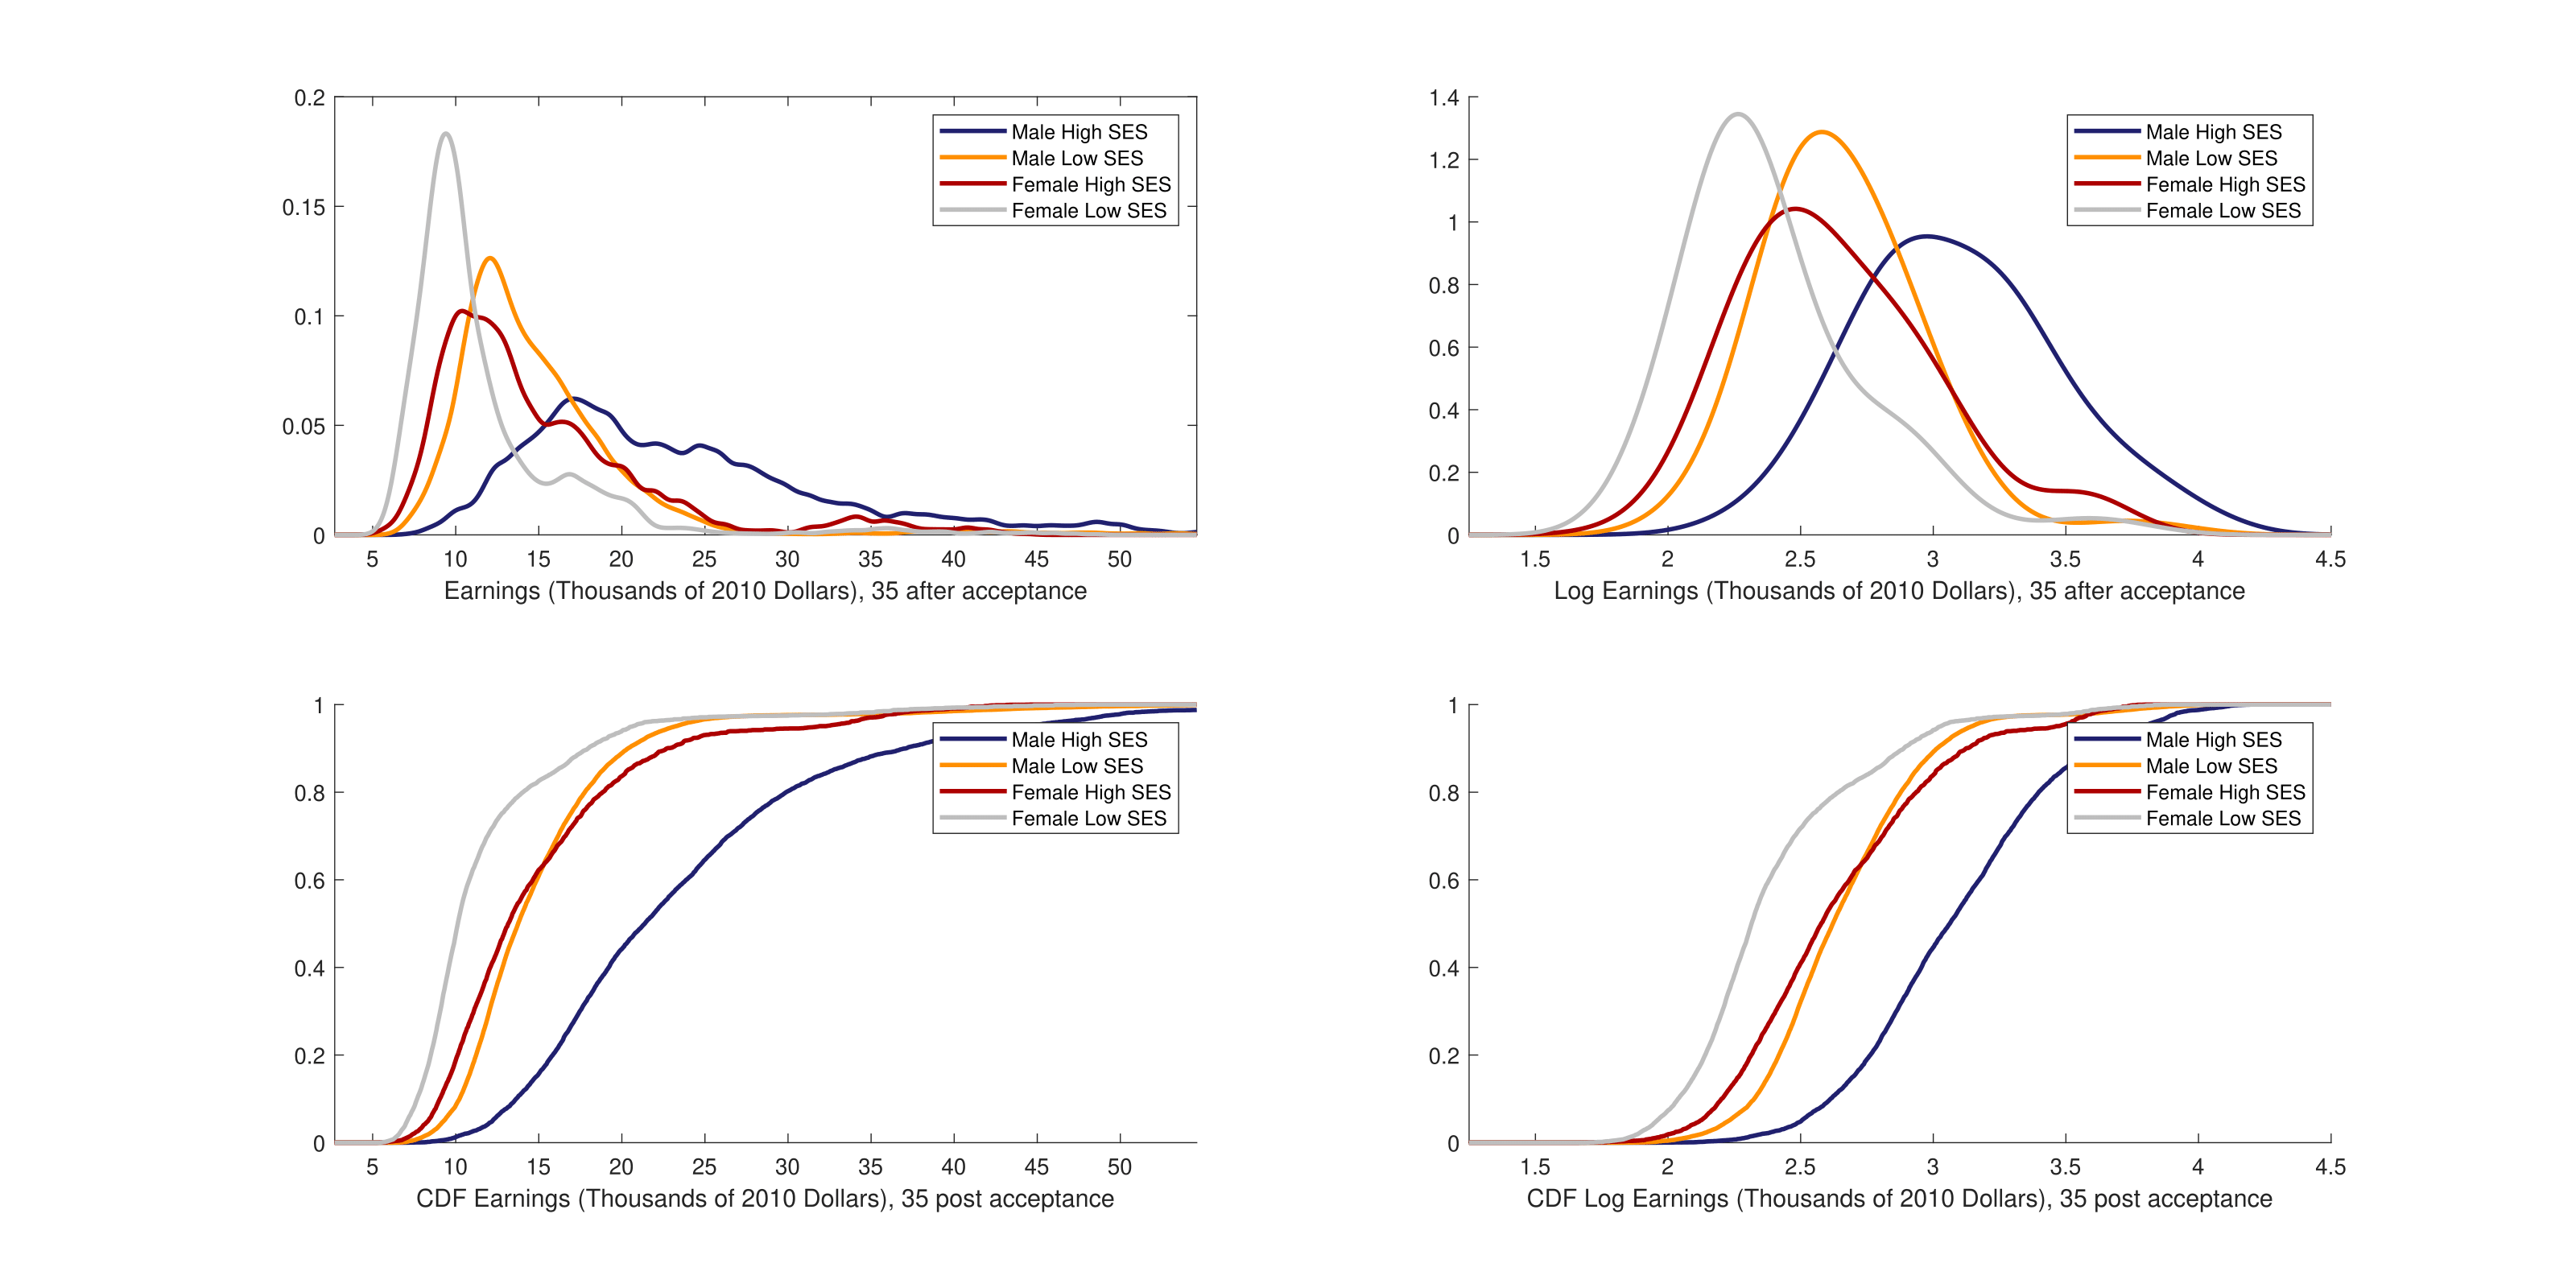 0.2
0.15
0.1
0.05
0
5 10 15 20 25 30 35 40 45 50
Earnings (Thousands of 2010 Dollars), 35 after acceptance
Male High SES
Male Low SES
Female High SES
Female Low SES
1.4
1.2
1
0.8
0.6
0.4
0.2
0
1.5 2 2.5 3 3.5 4 4.5
Log Earnings (Thousands of 2010 Dollars), 35 after acceptance
Male High SES
Male Low SES
Female High SES
Female Low SES
1
0.8
0.6
0.4
0.2
0
5 10 15 20 25 30 35 40 45 50
CDF Earnings (Thousands of 2010 Dollars), 35 post acceptance
Male High SES
Male Low SES
Female High SES
Female Low SES
1
0.8
0.6
0.4
0.2
0
1.5 2 2.5 3 3.5 4 4.5
CDF Log Earnings (Thousands of 2010 Dollars), 35 post acceptance
Male High SES
Male Low SES
Female High SES
Female Low SES